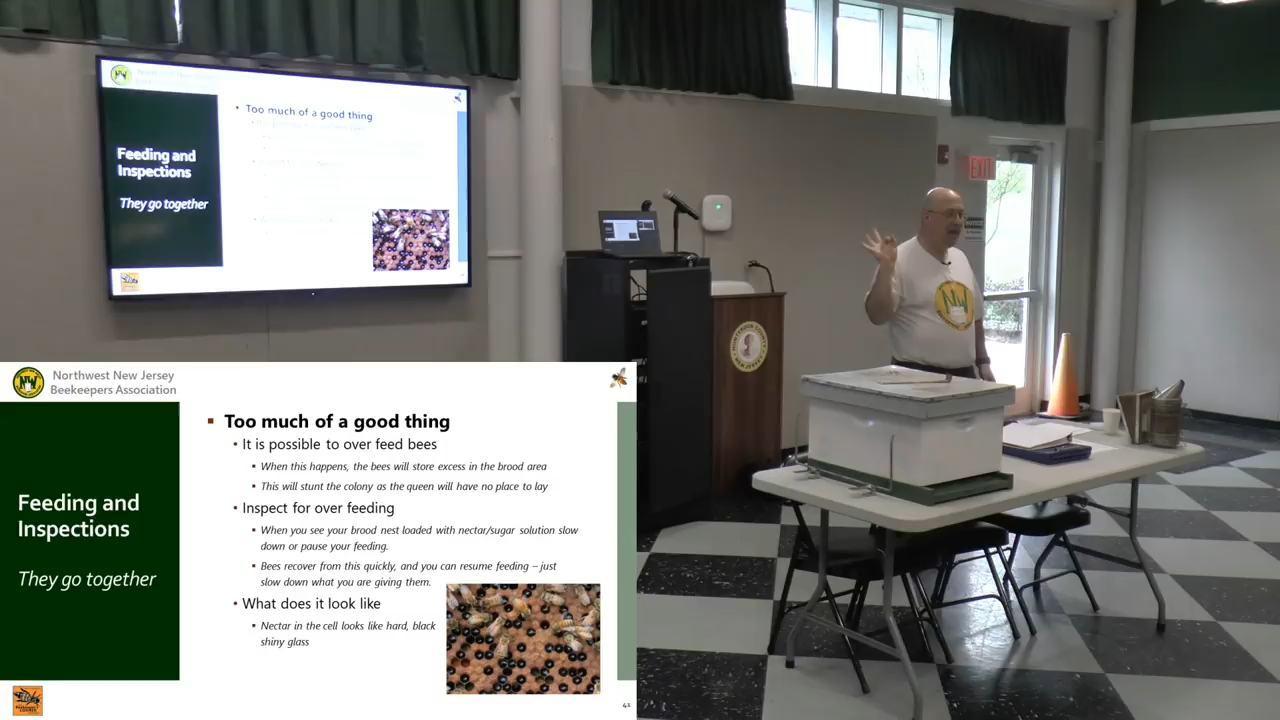 Northwest New Jersey
Too much of a good thing
Feeding and
Inspections
They go together
EXIT
NW
Northwest New Jersey
Beekeepers Association
Too much of a good thing
It is possible to over feed bees
When this happens, the bees will store excess in the brood area
This will stunt the colony as the queen will have no place to lay
Inspect for over feeding
When you see your brood nest loaded with nectar/sugar solution slow
down or pause your feeding.
Bees recover from this quickly, and you can resume feeding – just
slow down what you are giving them.
What does it look like
Nectar in the cell looks like hard, black
shiny glass
Feeding and
Inspections
They go together